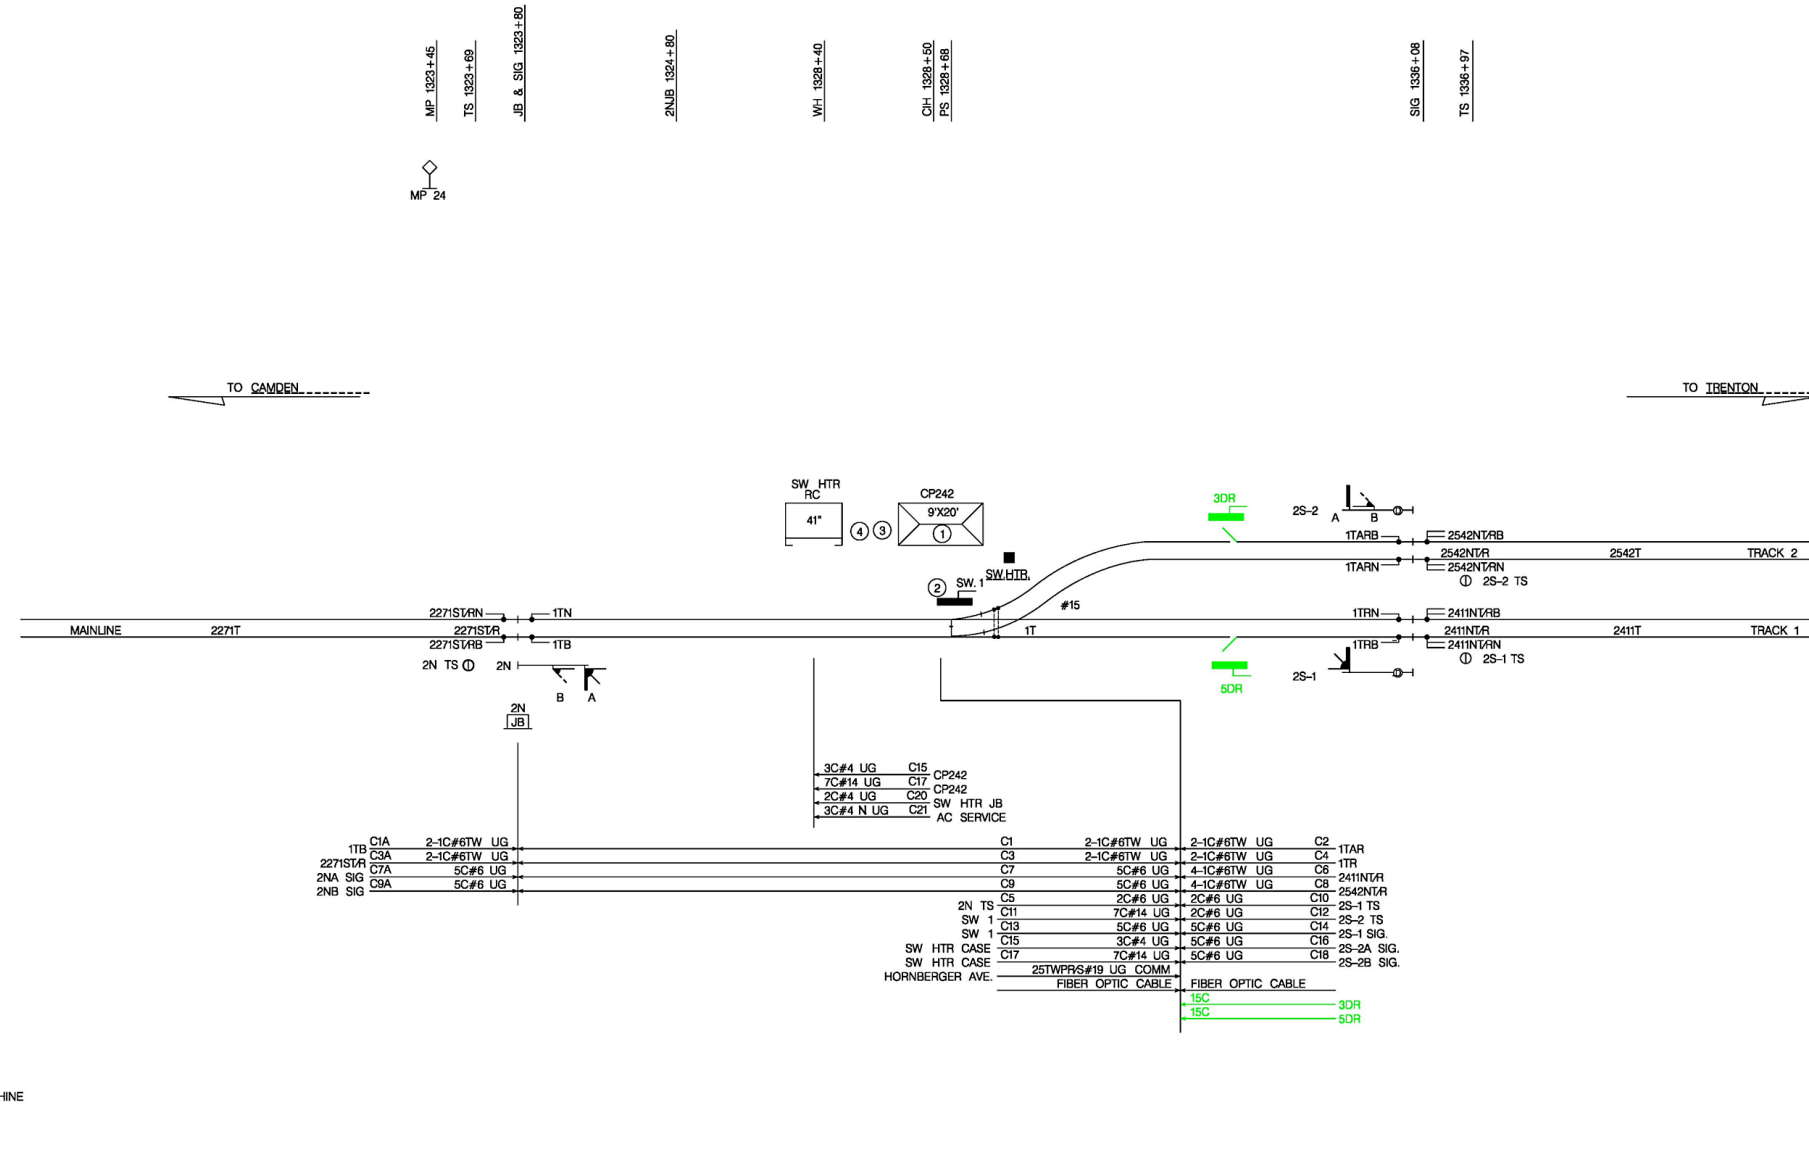 MP 1323+45
TS 1323+69
JB & SIG 1323+80
2NJB 1324+80
WH 1328+40
CIH 1328+50
PS 1328+68
SIG 1336+08
TS 1336+97
MP 24
TO CAMDEN
TO TRENTON
SW HTR
RC
41"
4
3
CP242
9'X20'
1
3DR
2S-2
A
B
1TARB
2542NT/RB
2542NT/R
2542T
TRACK 2
1TARN
2542NT/RN
2S-2 TS
2
SW. 1
SW.HTR.
#15
2271ST/RN
1TN
1TRN
2411NT/RB
MAINLINE
2271T
2271ST/R
1T
2411NT/R
2411T
TRACK 1
2271ST/RB
1TB
1TRB
2411NT/RN
2N TS
2N
2S-1 TS
2S-1
B
A
5DR
2N
JB
3C#4 UG C15 CP242
7C#14 UG C17 CP242
2C#4 UG C20 SW HTR JB
3C#4 N UG C21 AC SERVICE
1TB C1A 2-1C#6TW UG
2271ST/R C3A 2-1C#6TW UG
2NA SIG C7A 5C#6 UG
2NB SIG C9A 5C#6 UG
C1 2-1C#6TW UG 2-1C#6TW UG C2 1TAR
C3 2-1C#6TW UG 2-1C#6TW UG C4 1TR
C7 5C#6 UG 4-1C#6TW UG C6 2411NT/R
C9 5C#6 UG 4-1C#6TW UG C8 2542NT/R
2N TS C5 2C#6 UG 2C#6 UG C10 2S-1 TS
SW 1 C11 7C#14 UG 2C#6 UG C12 2S-2 TS
SW 1 C13 5C#6 UG 5C#6 UG C14 2S-1 SIG.
SW HTR CASE C15 3C#4 UG 5C#6 UG C16 2S-2A SIG.
SW HTR CASE C17 7C#14 UG 5C#6 UG C18 2S-2B SIG.
HORNBERGER AVE. 25TWPR/S#19 UG COMM
FIBER OPTIC CABLE FIBER OPTIC CABLE
15C 3DR
15C 5DR
HINE